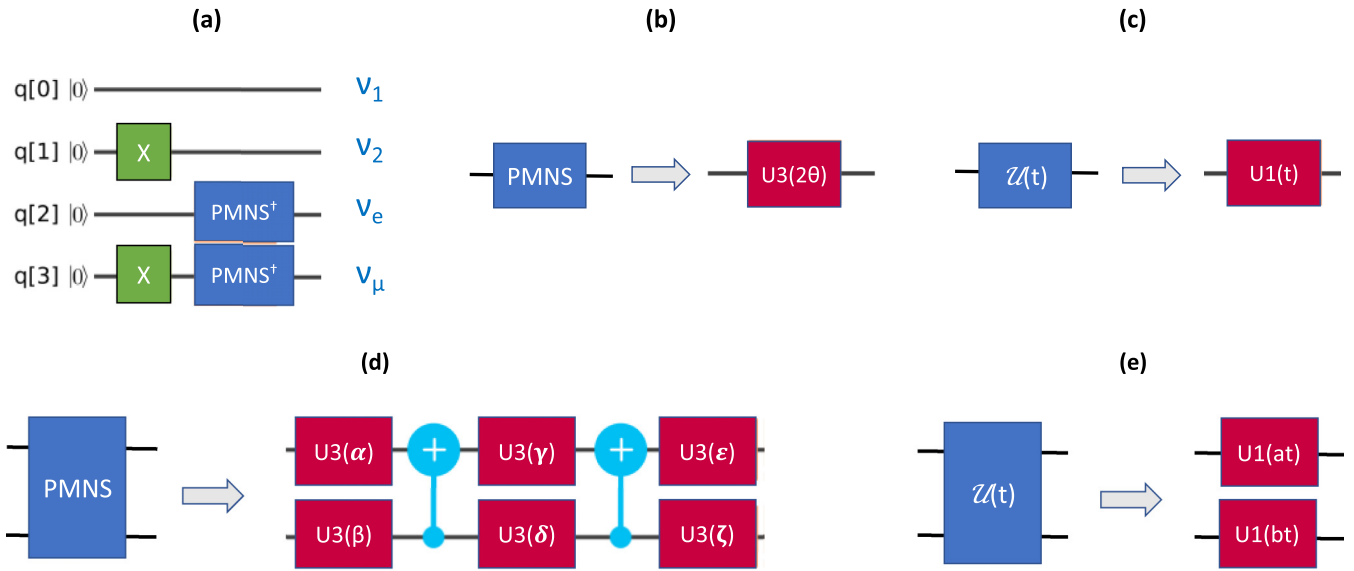 (a)
q[0] |0⟩ ν1
q[1] |0⟩ X ν2
q[2] |0⟩ PMNS† νe
q[3] |0⟩ X PMNS† νμ
(b)
PMNS U3(2θ)
(c)
𝒰(t) U1(t)
(d)
PMNS
U3(α) + U3(γ) + U3(ε)
U3(β) U3(δ) U3(ζ)
(e)
𝒰(t)
U1(at)
U1(bt)